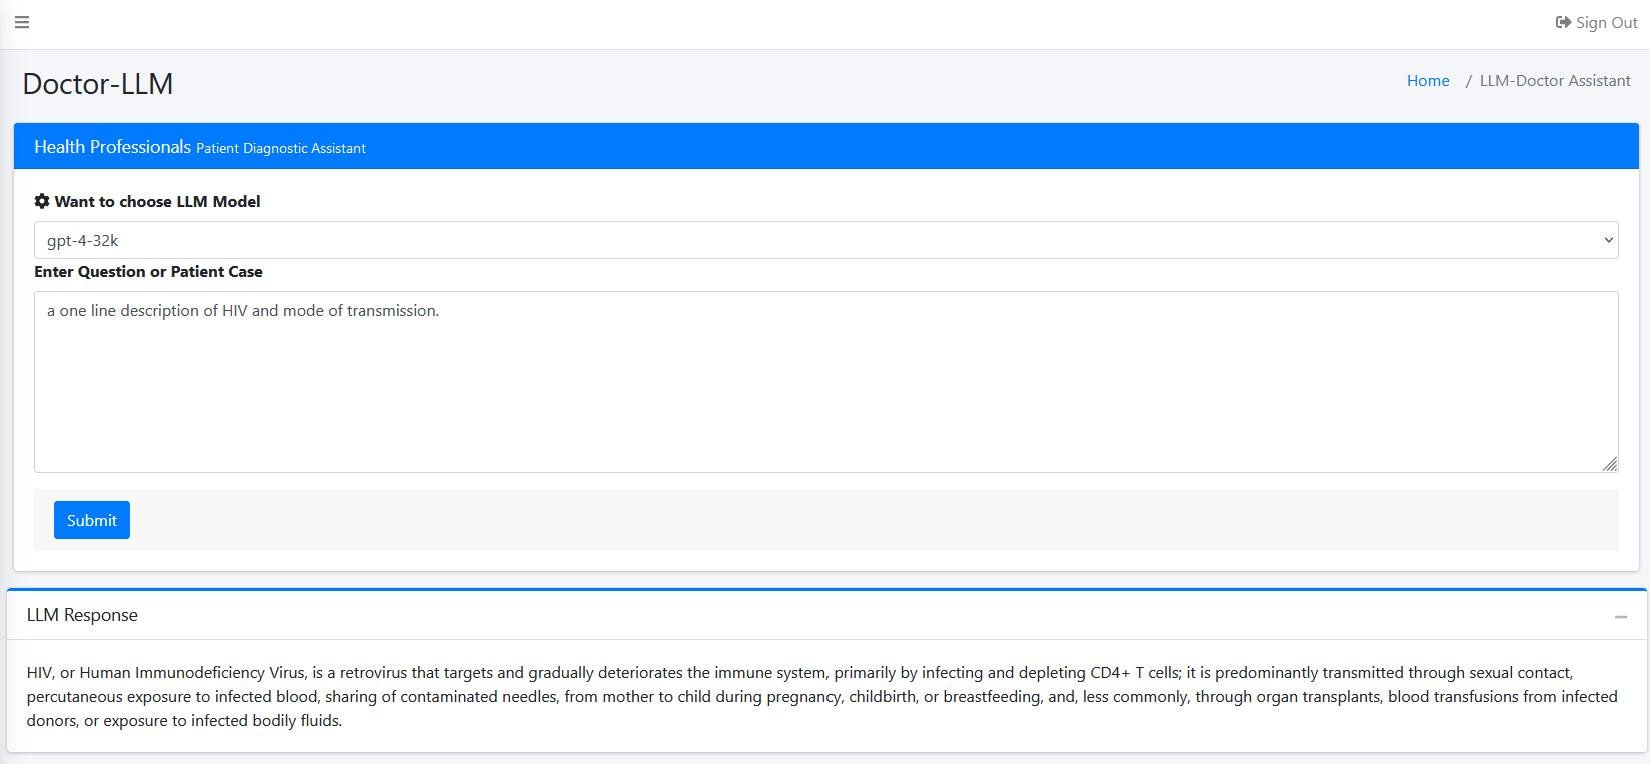 Sign Out
Doctor-LLM
Home / LLM-Doctor Assistant
Health Professionals Patient Diagnostic Assistant
Want to choose LLM Model
gpt-4-32k
Enter Question or Patient Case
a one line description of HIV and mode of transmission.
Submit
LLM Response
HIV, or Human Immunodeficiency Virus, is a retrovirus that targets and gradually deteriorates the immune system, primarily by infecting and depleting CD4+ T cells; it is predominantly transmitted through sexual contact,
percutaneous exposure to infected blood, sharing of contaminated needles, from mother to child during pregnancy, childbirth, or breastfeeding, and, less commonly, through organ transplants, blood transfusions from infected
donors, or exposure to infected bodily fluids.